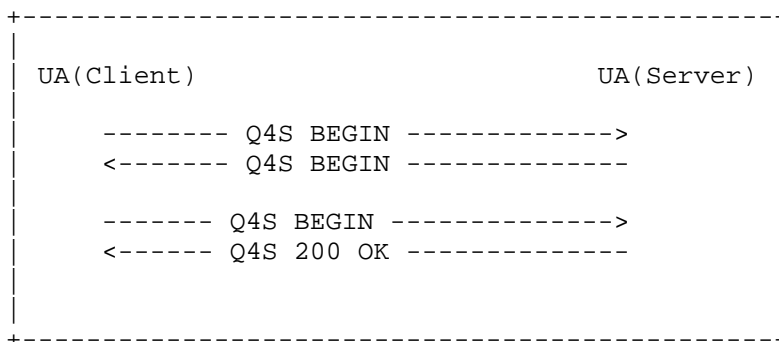 +-----------------------------------------------
|
| UA(Client)                         UA(Server)
|
|     -------- Q4S BEGIN ------------->
|     <------- Q4S BEGIN --------------
|
|     ------- Q4S BEGIN -------------->
|     <------ Q4S 200 OK --------------
|
|
+-----------------------------------------------